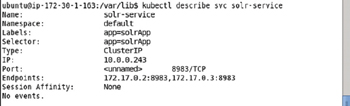 ubuntu@ip-172-30-1-163:/var/lib$ kubectl describe svc solr-service
Name: solr-service
Namespace: default
Labels: app=solrApp
Selector: app=solrApp
Type: ClusterIP
IP: 10.0.0.243
Port: <unnamed> 8983/TCP
Endpoints: 172.17.0.2:8983,172.17.0.3:8983
Session Affinity: None
No events.